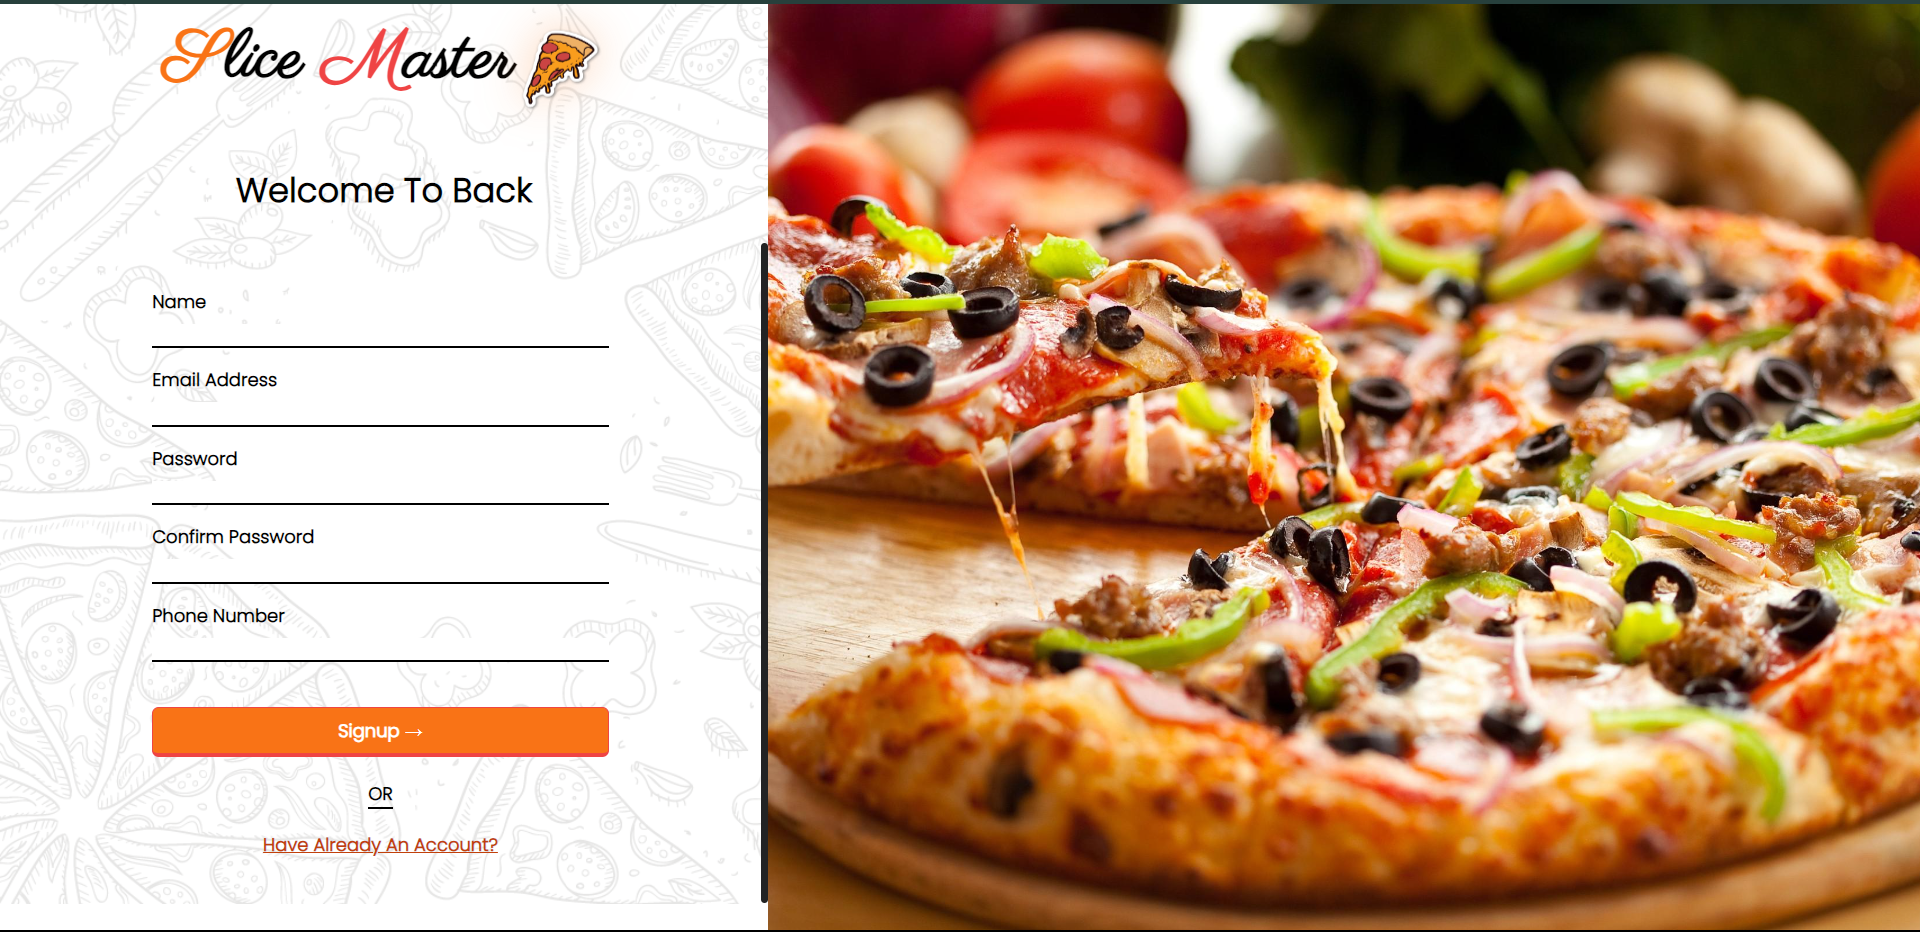 Slice Master
Welcome To Back
Name
Email Address
Password
Confirm Password
Phone Number
Signup →
OR
Have Already An Account?